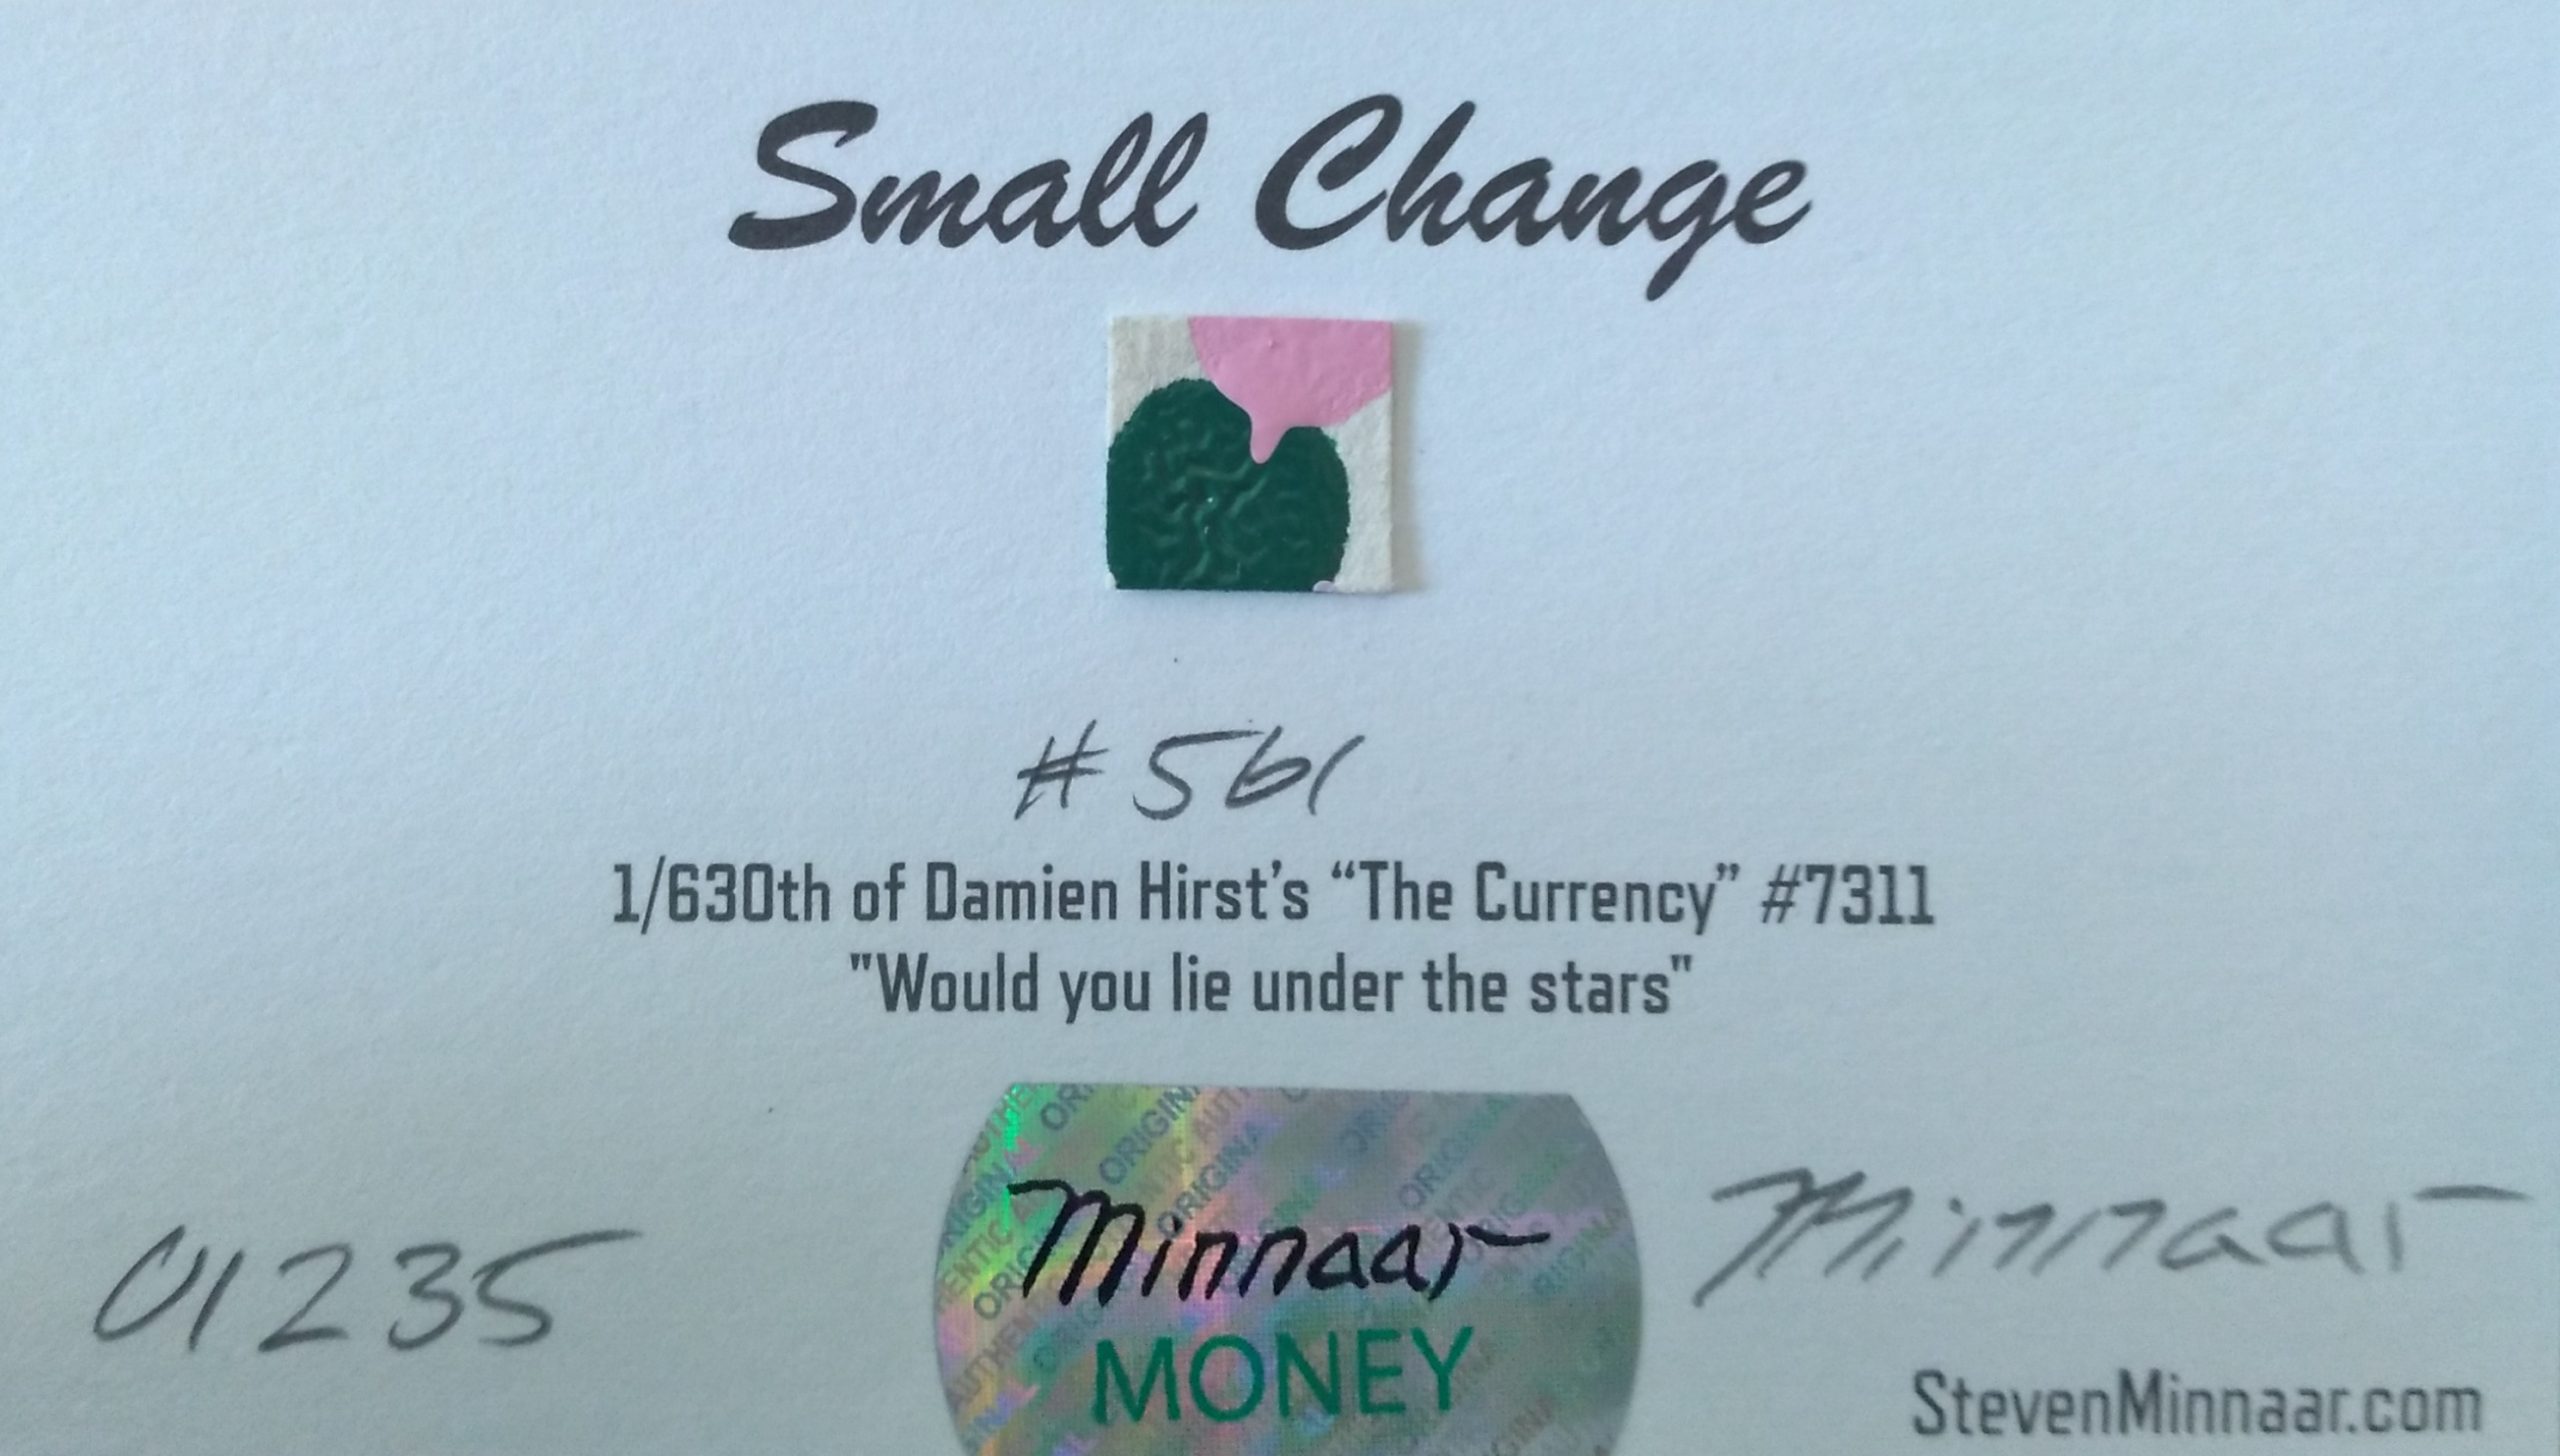 Small Change
#561
1/630th of Damien Hirst’s “The Currency” #7311
"Would you lie under the stars"
01235
Minnaar
MONEY
Minnaar
StevenMinnaar.com